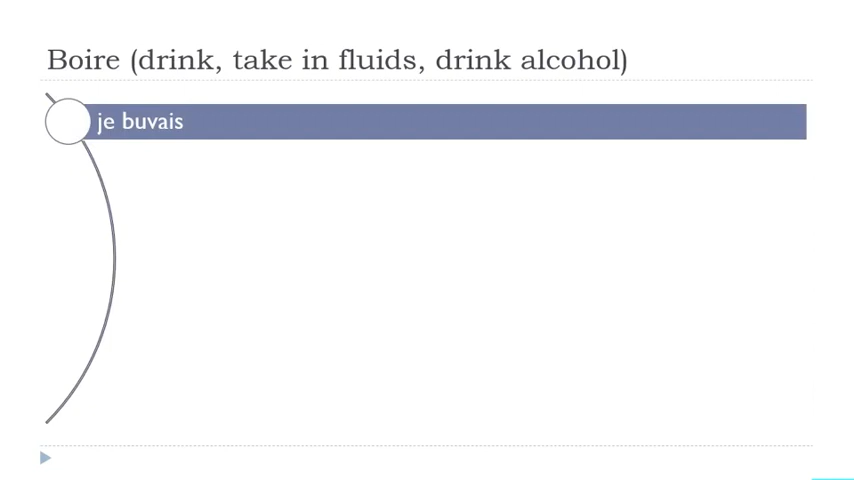 Boire (drink, take in fluids, drink alcohol)
je buvais